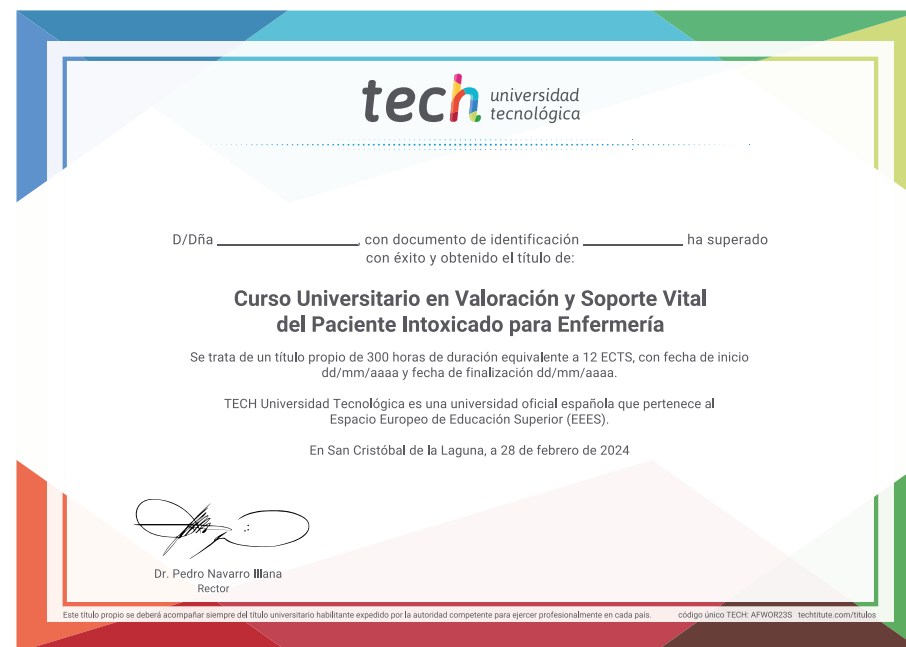 tech universidad
tecnológica
D/Dña ____________________, con documento de identificación ______________ ha superado
con éxito y obtenido el título de:
Curso Universitario en Valoración y Soporte Vital
del Paciente Intoxicado para Enfermería
Se trata de un título propio de 300 horas de duración equivalente a 12 ECTS, con fecha de inicio
dd/mm/aaaa y fecha de finalización dd/mm/aaaa.
TECH Universidad Tecnológica es una universidad oficial española que pertenece al
Espacio Europeo de Educación Superior (EEES).
En San Cristóbal de la Laguna, a 28 de febrero de 2024
Dr. Pedro Navarro Illana
Rector
Este título propio se deberá acompañar siempre del título universitario habilitante expedido por la autoridad competente para ejercer profesionalmente en cada país. código único TECH: AFWOR23S techtitute.com/titulos